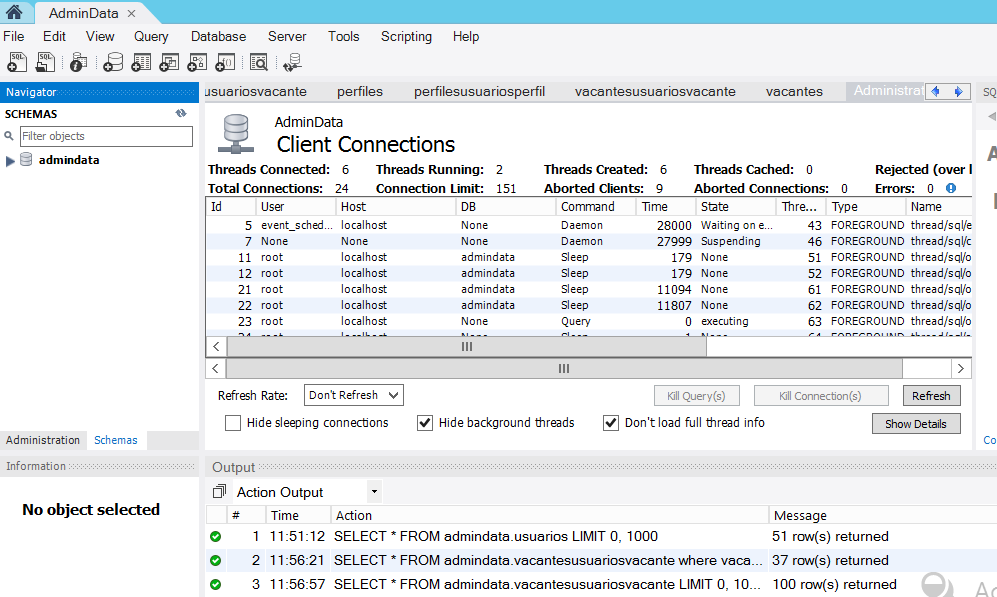 AdminData
File Edit View Query Database Server Tools Scripting Help
Navigator
SCHEMAS
Filter objects
admindata
Administration Schemas
Information
No object selected
usuariosvacante perfiles perfilesusuariosperfil vacantesusuariosvacante vacantes Administrat
AdminData
Client Connections
Threads Connected: 6 Threads Running: 2 Threads Created: 6 Threads Cached: 0 Rejected (over l
Total Connections: 24 Connection Limit: 151 Aborted Clients: 9 Aborted Connections: 0 Errors: 0
Id User Host DB Command Time State Thre... Type Name
5 event_sched... localhost None Daemon 28000 Waiting on e... 43 FOREGROUND thread/sql/e
7 None None None Daemon 27999 Suspending 46 FOREGROUND thread/sql/c
11 root localhost admindata Sleep 179 None 51 FOREGROUND thread/sql/o
12 root localhost admindata Sleep 179 None 52 FOREGROUND thread/sql/o
21 root localhost admindata Sleep 11094 None 61 FOREGROUND thread/sql/o
22 root localhost admindata Sleep 11807 None 62 FOREGROUND thread/sql/o
23 root localhost None Query 0 executing 63 FOREGROUND thread/sql/o
Refresh Rate: Don't Refresh Kill Query(s) Kill Connection(s) Refresh
Hide sleeping connections Hide background threads Don't load full thread info Show Details
SQ
Co
Output
Action Output
# Time Action Message
1 11:51:12 SELECT * FROM admindata.usuarios LIMIT 0, 1000 51 row(s) returned
2 11:56:21 SELECT * FROM admindata.vacantesusuariosvacante where vaca... 37 row(s) returned
3 11:56:57 SELECT * FROM admindata.vacantesusuariosvacante LIMIT 0, 10... 100 row(s) returned